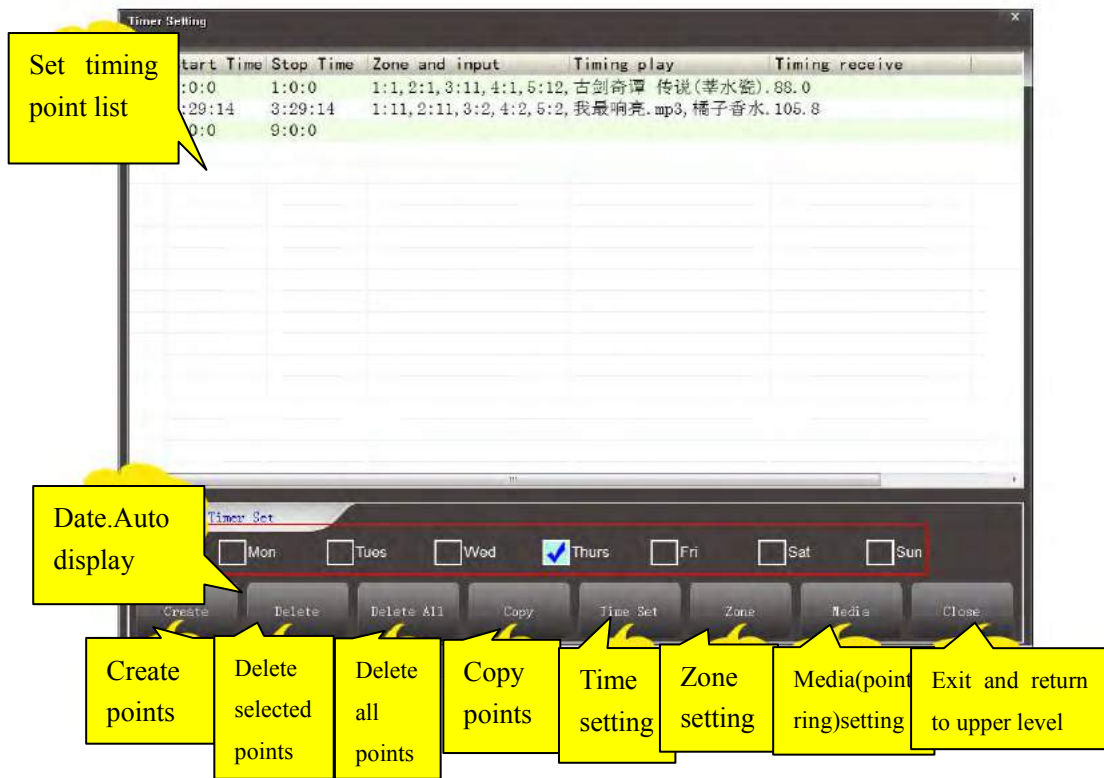 Timer Setting
x
Set timing
point list
tart Time Stop Time Zone and input Timing play Timing receive
:0:0 1:0:0 1:1,2:1,3:11,4:1,5:12, 古剑奇谭 传说(莘水瓷). 88.0
:29:14 3:29:14 1:11,2:11,3:2,4:2,5:2, 我最响亮.mp3,橘子香水. 105.8
0:0 9:0:0
Date.Auto
display
Timer Set
Mon Tues Wed Thurs Fri Sat Sun
Create Delete Delete All Copy Time Set Zone Media Close
Create
points
Delete
selected
points
Delete
all
points
Copy
points
Time
setting
Zone
setting
Media(point
ring)setting
Exit and return
to upper level